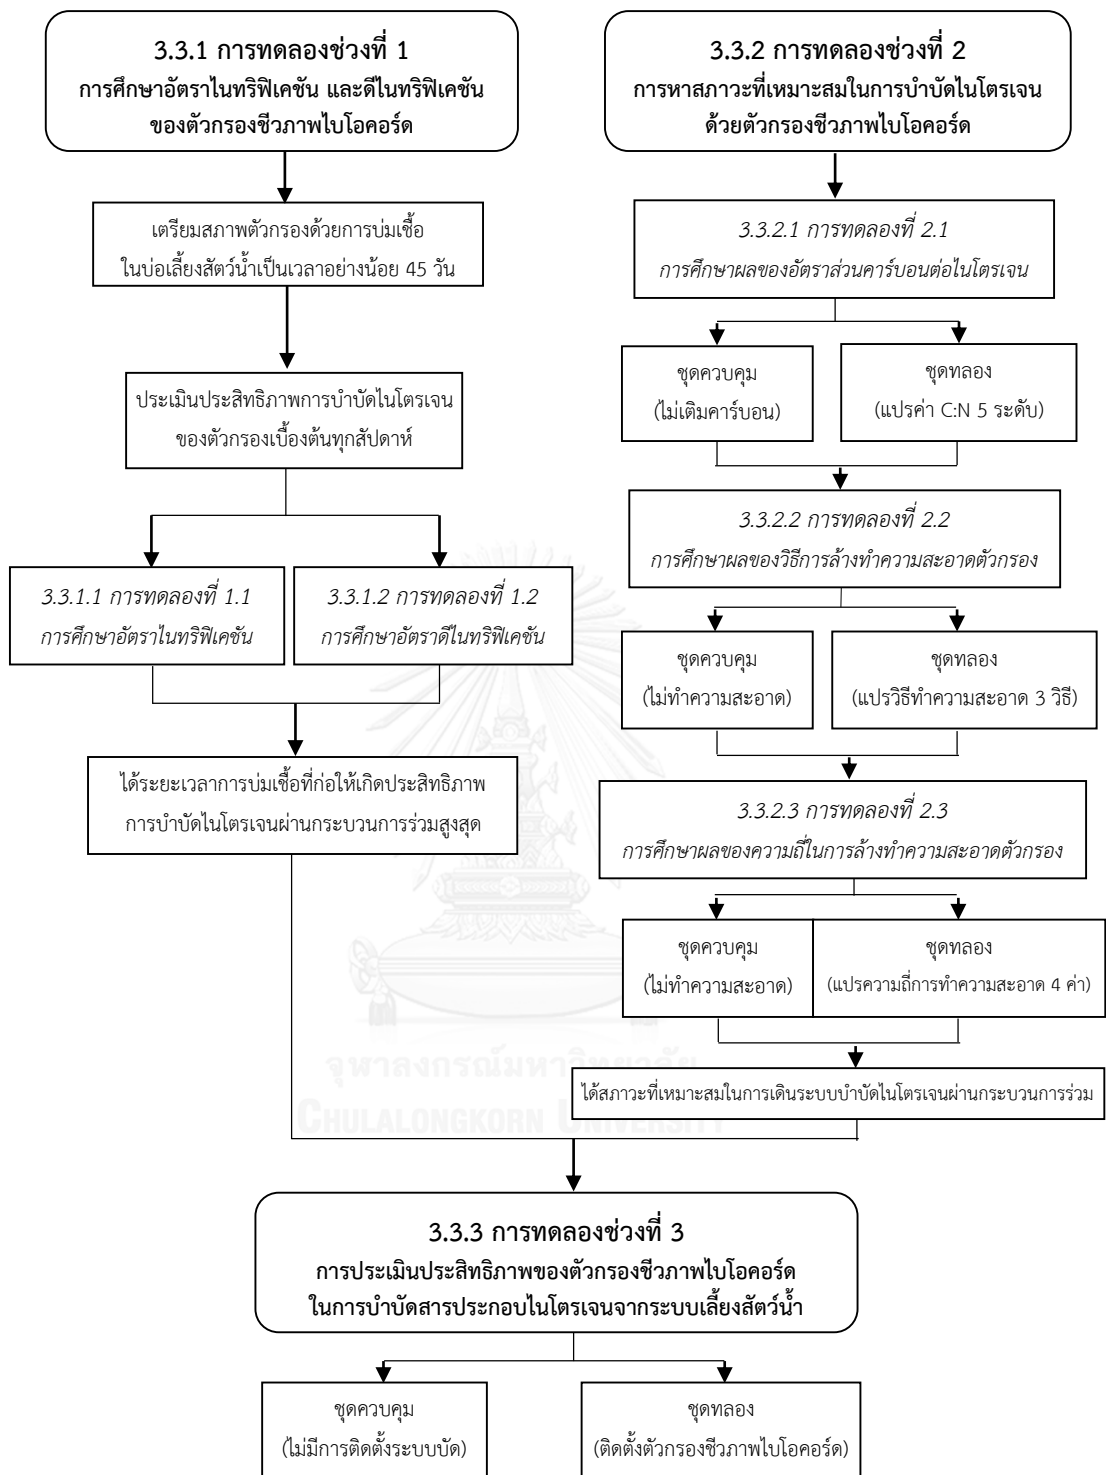 3.3.1 การทดลองช่วงที่ 1
การศึกษาอัตราไนทริฟิเคชัน และดีไนทริฟิเคชัน
ของตัวกรองชีวภาพไบโอคอร์ด
เตรียมสภาพตัวกรองด้วยการบ่มเชื้อ
ในบ่อเลี้ยงสัตว์น้ำเป็นเวลาอย่างน้อย 45 วัน
ประเมินประสิทธิภาพการบำบัดไนโตรเจน
ของตัวกรองเบื้องต้นทุกสัปดาห์
3.3.1.1 การทดลองที่ 1.1
การศึกษาอัตราไนทริฟิเคชัน
3.3.1.2 การทดลองที่ 1.2
การศึกษาอัตราดีไนทริฟิเคชัน
ได้ระยะเวลาการบ่มเชื้อที่ก่อให้เกิดประสิทธิภาพ
การบำบัดไนโตรเจนผ่านกระบวนการร่วมสูงสุด
3.3.2 การทดลองช่วงที่ 2
การหาสภาวะที่เหมาะสมในการบำบัดไนโตรเจน
ด้วยตัวกรองชีวภาพไบโอคอร์ด
3.3.2.1 การทดลองที่ 2.1
การศึกษาผลของอัตราส่วนคาร์บอนต่อไนโตรเจน
ชุดควบคุม
(ไม่เติมคาร์บอน)
ชุดทลอง
(แปรค่า C:N 5 ระดับ)
3.3.2.2 การทดลองที่ 2.2
การศึกษาผลของวิธีการล้างทำความสะอาดตัวกรอง
ชุดควบคุม
(ไม่ทำความสะอาด)
ชุดทลอง
(แปรวิธีทำความสะอาด 3 วิธี)
3.3.2.3 การทดลองที่ 2.3
การศึกษาผลของความถี่ในการล้างทำความสะอาดตัวกรอง
ชุดควบคุม
(ไม่ทำความสะอาด)
ชุดทลอง
(แปรความถี่การทำความสะอาด 4 ค่า)
ได้สภาวะที่เหมาะสมในการเดินระบบบำบัดไนโตรเจนผ่านกระบวนการร่วม
จุฬาลงกรณ์มหาวิทยาลัย
CHULALONGKORN UNIVERSITY
3.3.3 การทดลองช่วงที่ 3
การประเมินประสิทธิภาพของตัวกรองชีวภาพไบโอคอร์ด
ในการบำบัดสารประกอบไนโตรเจนจากระบบเลี้ยงสัตว์น้ำ
ชุดควบคุม
(ไม่มีการติดตั้งระบบบัด)
ชุดทลอง
(ติดตั้งตัวกรองชีวภาพไบโอคอร์ด)